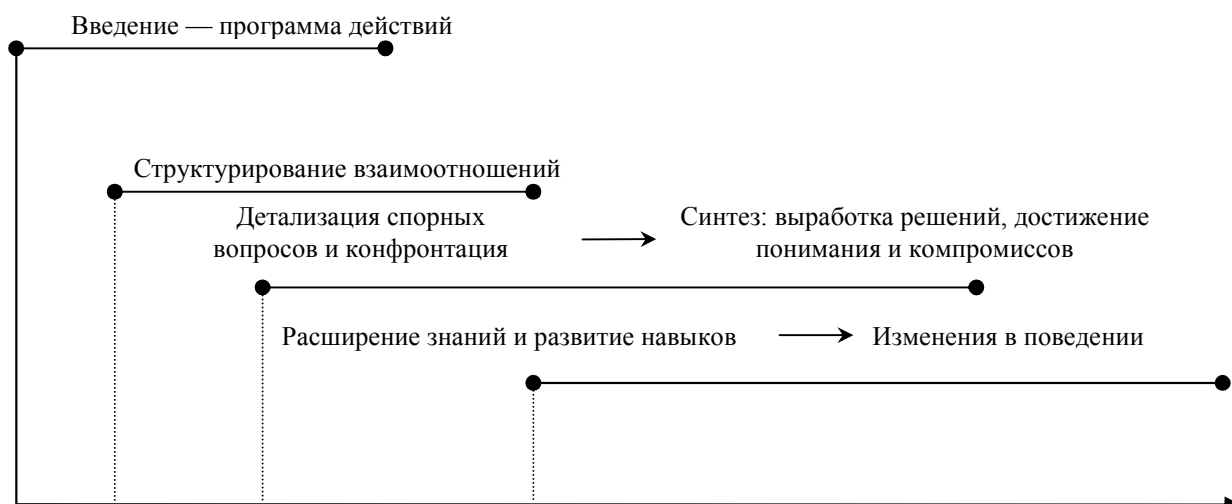 Введение — программа действий
Структурирование взаимоотношений
Детализация спорных
вопросов и конфронтация
Синтез: выработка решений, достижение
понимания и компромиссов
Расширение знаний и развитие навыков
Изменения в поведении